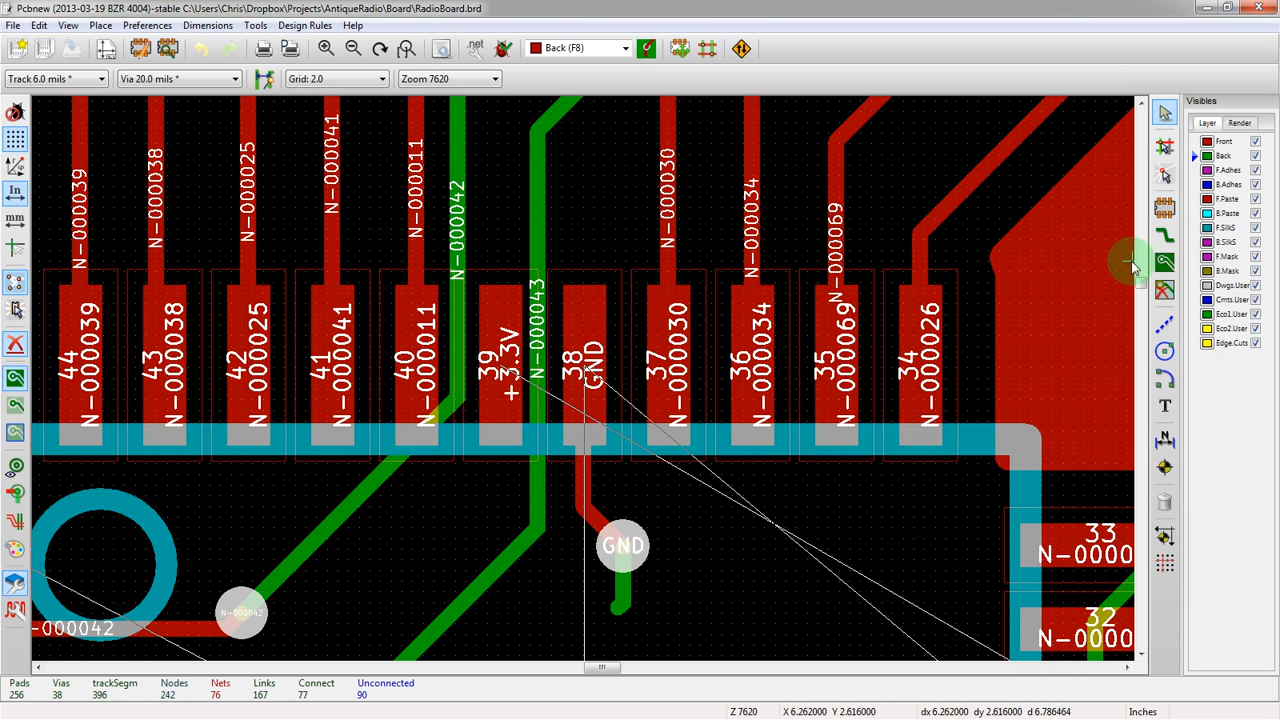 Pcbnew (2013-03-19 BZR 4004)-stable C:\Users\Chris\Dropbox\Projects\AntiqueRadio\Board\RadioBoard.brd
File Edit View Place Preferences Dimensions Tools Design Rules Help
.net Back (F8)
Track 6.0 mils * Via 20.0 mils * Grid: 2.0 Zoom 7620
Visibles
Layer Render
Front
Back
F.Adhes
B.Adhes
F.Paste
B.Paste
F.SilkS
B.SilkS
F.Mask
B.Mask
Dwgs.User
Cmts.User
Eco1.User
Eco2.User
Edge.Cuts
In
mm
T
N
N-000039
N-000038
N-000025
N-000041
N-000011
N-000042
N-000043
N-000030
N-000034
N-000069
44 N-000039
43 N-000038
42 N-000025
41 N-000041
40 N-000011
39 +3.3V
38 GND
37 N-000030
36 N-000034
35 N-000069
34 N-000026
GND
N-000042
-000042
33
N-0000
32
N-0000
Pads Vias trackSegm Nodes Nets Links Connect Unconnected
256 38 396 242 76 167 77 90
Z 7620 X 6.262000 Y 2.616000 dx 6.262000 dy 2.616000 d 6.786464 Inches